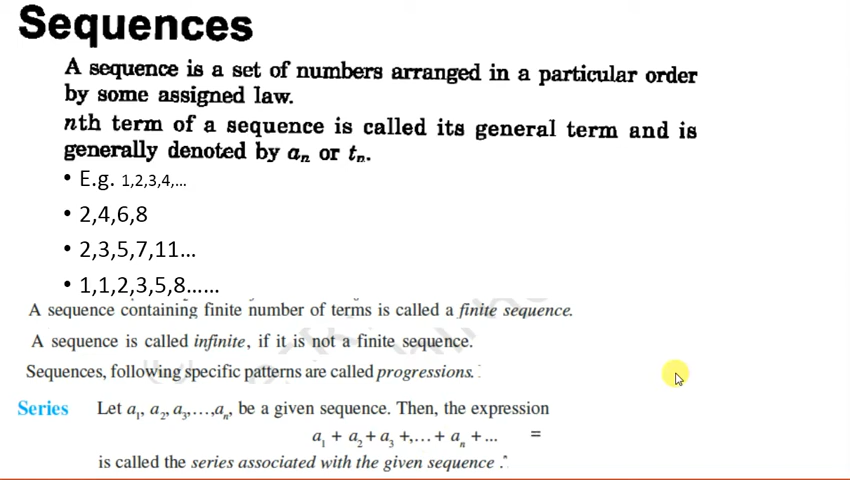 Sequences
A sequence is a set of numbers arranged in a particular order
by some assigned law.
nth term of a sequence is called its general term and is
generally denoted by aₙ or tₙ.
• E.g. 1,2,3,4,...
• 2,4,6,8
• 2,3,5,7,11...
• 1,1,2,3,5,8......
A sequence containing finite number of terms is called a finite sequence.
A sequence is called infinite, if it is not a finite sequence.
Sequences, following specific patterns are called progressions.
Series Let a₁, a₂, a₃,...,aₙ, be a given sequence. Then, the expression
a₁ + a₂ + a₃ +,...+ aₙ + ... =
is called the series associated with the given sequence .